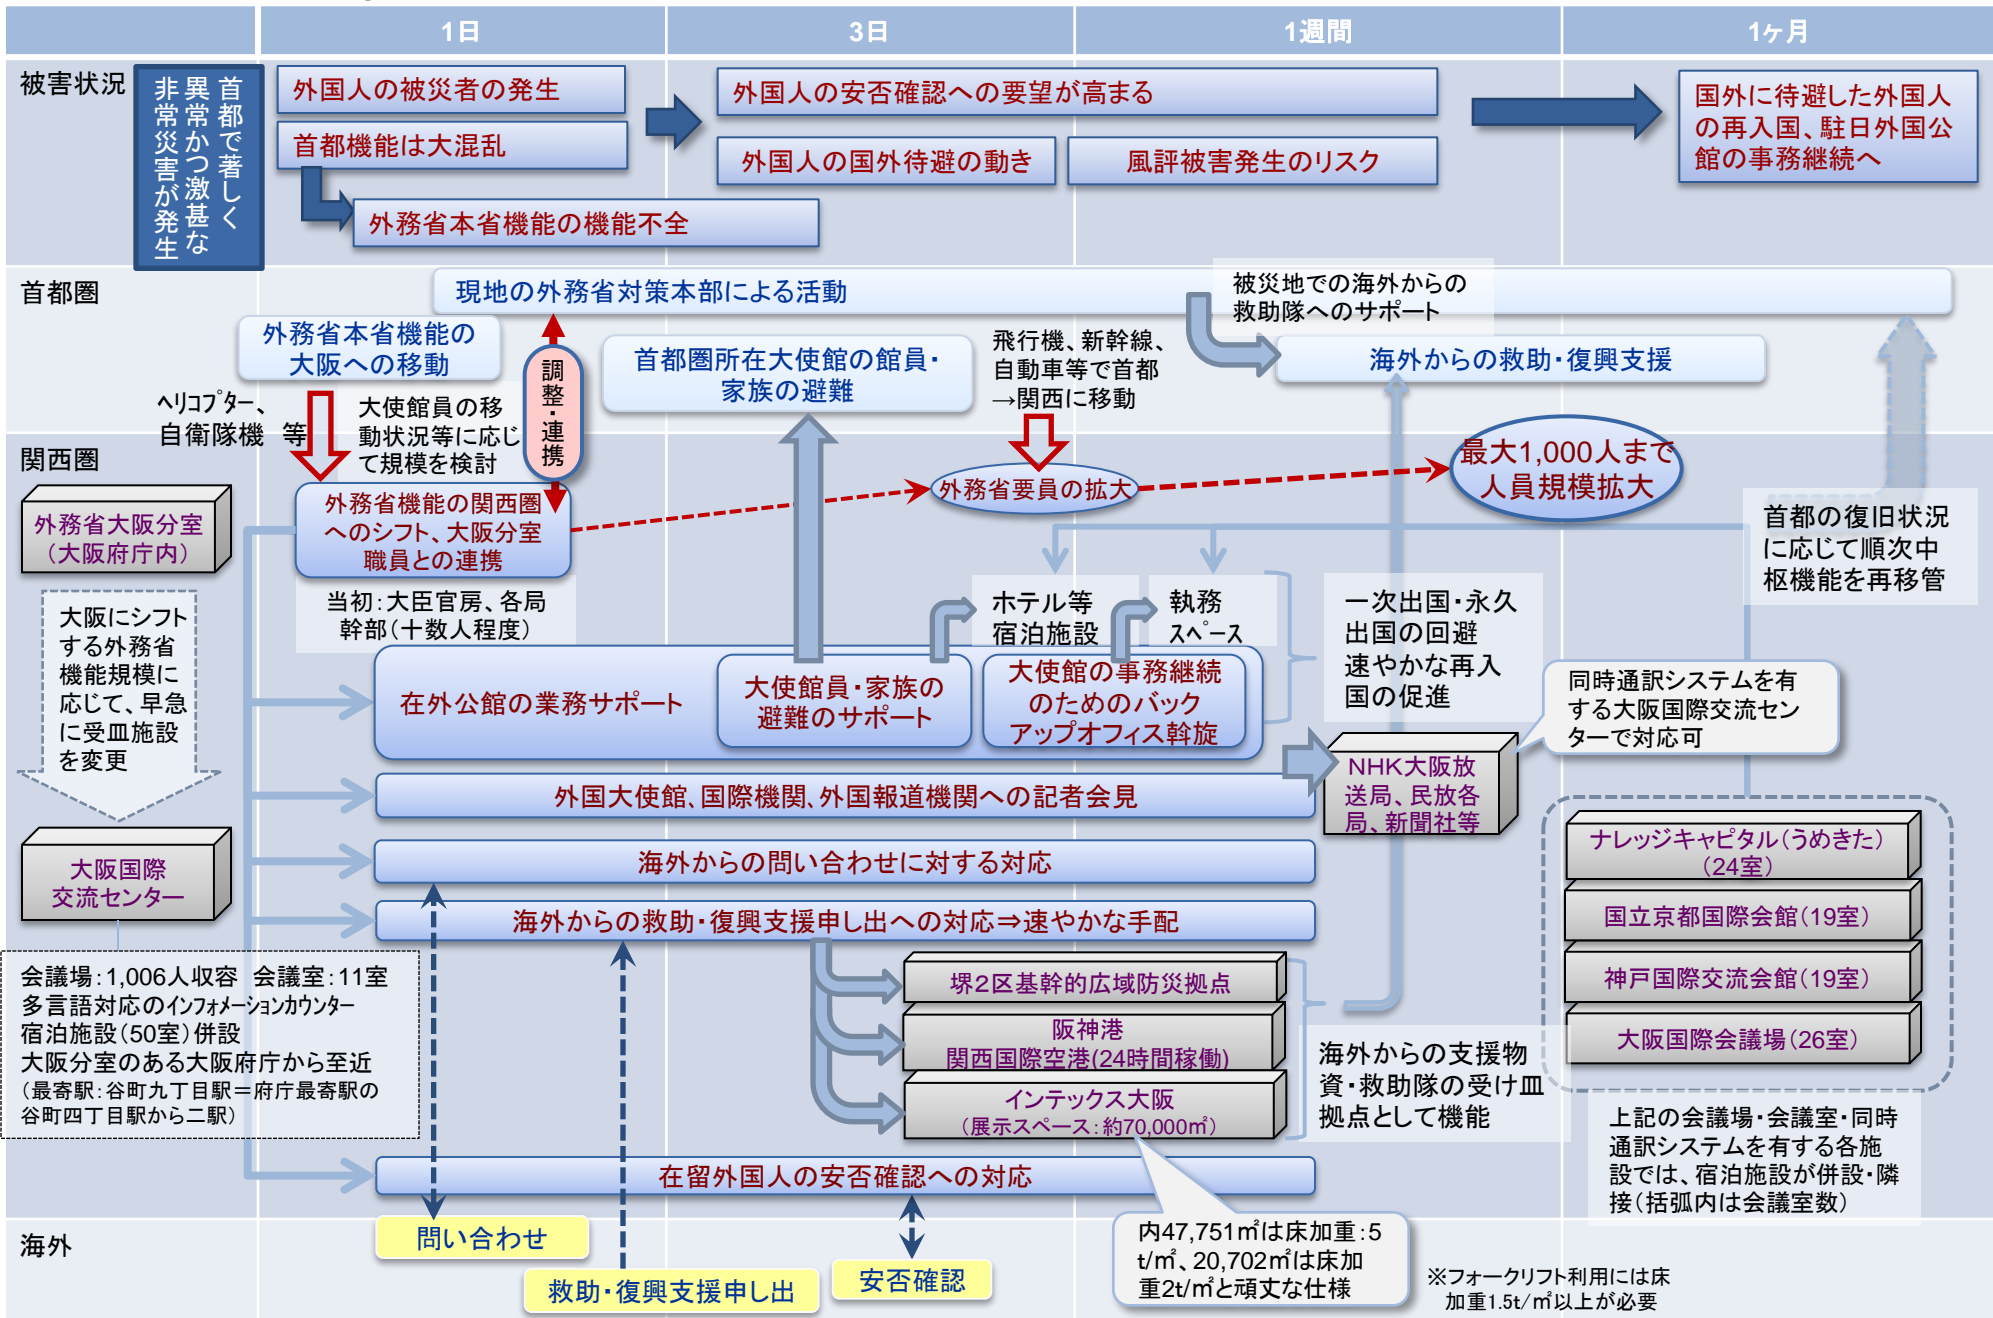 1日
3日
1週間
1ヶ月
被害状況
首都で著しく
異常かつ激甚な
非常災害が発生
外国人の被災者の発生
首都機能は大混乱
外務省本省機能の機能不全
外国人の安否確認への要望が高まる
外国人の国外待避の動き
風評被害発生のリスク
国外に待避した外国人
の再入国、駐日外国公
館の事務継続へ
首都圏
現地の外務省対策本部による活動
被災地での海外からの
救助隊へのサポート
外務省本省機能の
大阪への移動
調整・連携
首都圏所在大使館の館員・
家族の避難
飛行機、新幹線、
自動車等で首都
→関西に移動
海外からの救助・復興支援
ヘリコプター、
自衛隊機 等
大使館員の移
動状況等に応じ
て規模を検討
関西圏
外務省大阪分室
(大阪府庁内)
外務省機能の関西圏
へのシフト、大阪分室
職員との連携
外務省要員の拡大
最大1,000人まで
人員規模拡大
首都の復旧状況
に応じて順次中
枢機能を再移管
当初:大臣官房、各局
幹部(十数人程度)
ホテル等
宿泊施設
執務
スペース
一次出国・永久
出国の回避
速やかな再入
国の促進
大阪にシフト
する外務省
機能規模に
応じて、早急
に受皿施設
を変更
在外公館の業務サポート
大使館員・家族の
避難のサポート
大使館の事務継続
のためのバック
アップオフィス斡旋
同時通訳システムを有
する大阪国際交流セン
ターで対応可
NHK大阪放
送局、民放各
局、新聞社等
外国大使館、国際機関、外国報道機関への記者会見
大阪国際
交流センター
海外からの問い合わせに対する対応
海外からの救助・復興支援申し出への対応⇒速やかな手配
ナレッジキャピタル(うめきた)
(24室)
国立京都国際会館(19室)
神戸国際交流会館(19室)
大阪国際会議場(26室)
会議場:1,006人収容 会議室:11室
多言語対応のインフォメーションカウンター
宿泊施設(50室)併設
大阪分室のある大阪府庁から至近
(最寄駅:谷町九丁目駅=府庁最寄駅の
谷町四丁目駅から二駅)
堺2区基幹的広域防災拠点
阪神港
関西国際空港(24時間稼働)
インテックス大阪
(展示スペース:約70,000㎡)
海外からの支援物
資・救助隊の受け皿
拠点として機能
上記の会議場・会議室・同時
通訳システムを有する各施
設では、宿泊施設が併設・隣
接(括弧内は会議室数)
在留外国人の安否確認への対応
海外
問い合わせ
救助・復興支援申し出
安否確認
内47,751㎡は床加重:5
t/㎡、20,702㎡は床加
重2t/㎡と頑丈な仕様
※フォークリフト利用には床
加重1.5t/㎡以上が必要